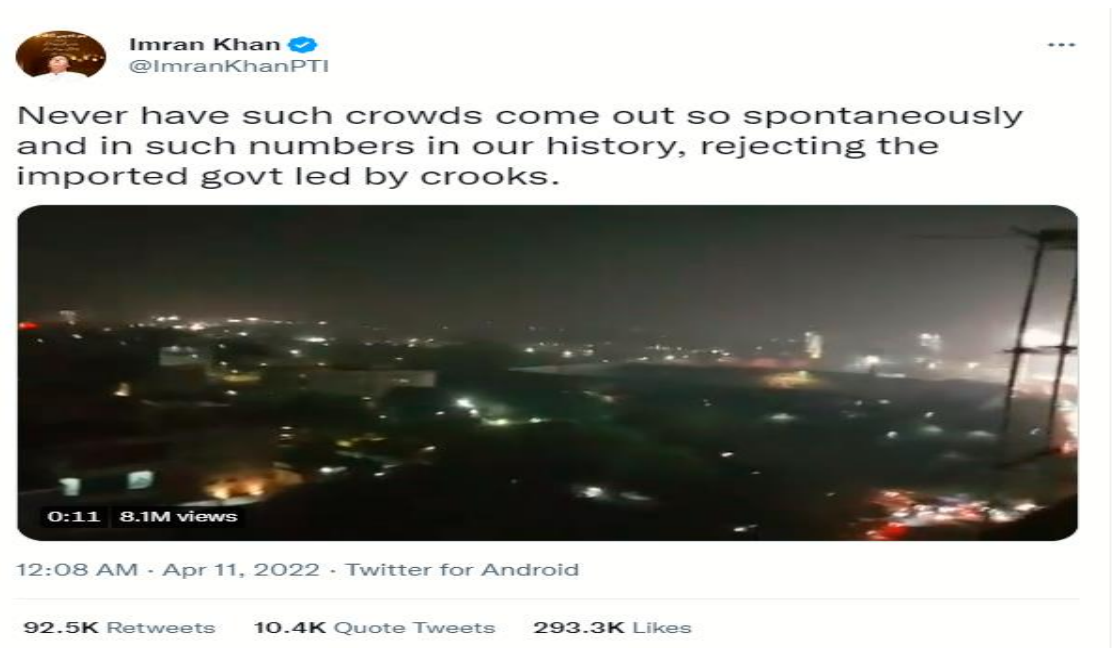 Imran Khan
@ImranKhanPTI
Never have such crowds come out so spontaneously
and in such numbers in our history, rejecting the
imported govt led by crooks.
0:11 8.1M views
12:08 AM · Apr 11, 2022 · Twitter for Android
92.5K Retweets 10.4K Quote Tweets 293.3K Likes